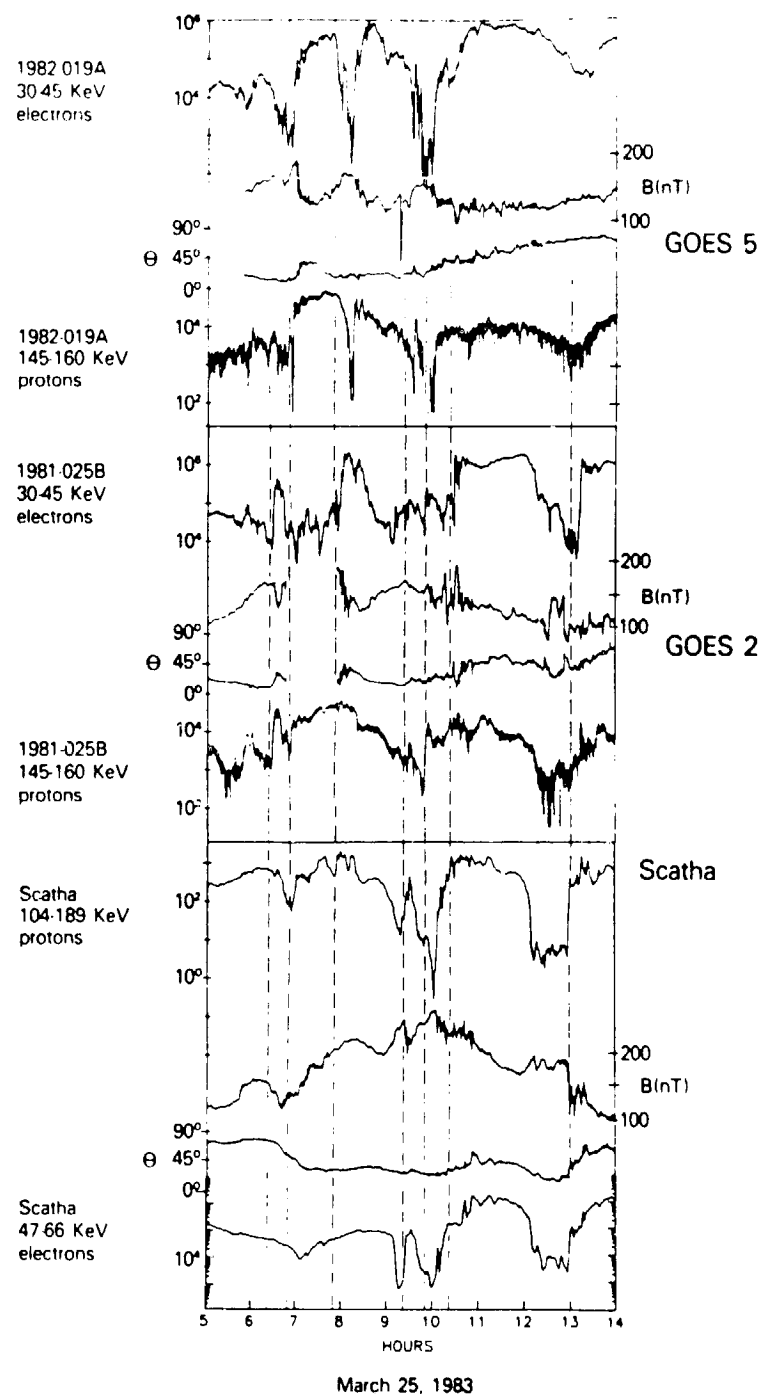 10⁶
1982 019A
30-45 KeV
electrons
10⁴
200
B(nT)
100
90°
θ 45°
0°
GOES 5
1982-019A
145-160 KeV
protons
10⁴
10²
1981-025B
30-45 KeV
electrons
10⁶
10⁴
200
B(nT)
100
90°
θ 45°
0°
GOES 2
1981-025B
145-160 KeV
protons
10⁴
10²
Scatha
Scatha
104-189 KeV
protons
10²
10⁰
200
B(nT)
100
90°
θ 45°
0°
Scatha
47-66 KeV
electrons
10⁴
5 6 7 8 9 10 11 12 13 14
HOURS
March 25, 1983